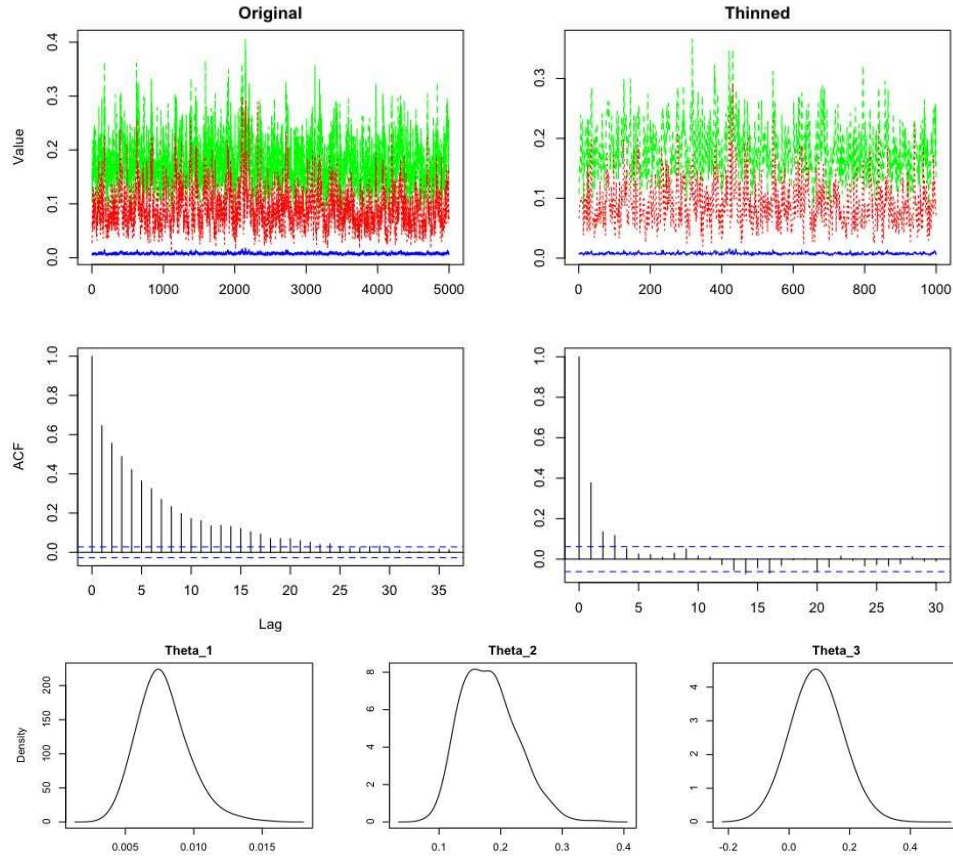 Original
Thinned
Value
0.0 0.1 0.2 0.3 0.4
0 1000 2000 3000 4000 5000
0.0 0.1 0.2 0.3
0 200 400 600 800 1000
ACF
0.0 0.2 0.4 0.6 0.8 1.0
0 5 10 15 20 25 30 35
Lag
0.0 0.2 0.4 0.6 0.8 1.0
0 5 10 15 20 25 30
Theta_1
Theta_2
Theta_3
Density
0 50 100 150 200
0.005 0.010 0.015
0 2 4 6 8
0.1 0.2 0.3 0.4
0 1 2 3 4
-0.2 0.0 0.2 0.4